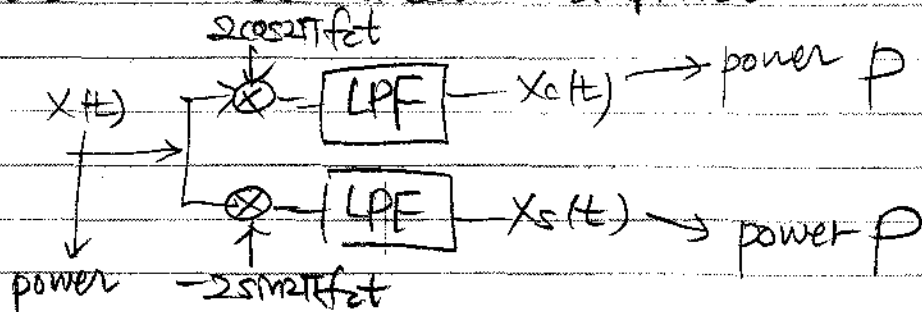 2cos2πfct
X(t)
LPF
Xc(t) → power P
LPF
Xs(t) → power P
power
-2sin2πfct